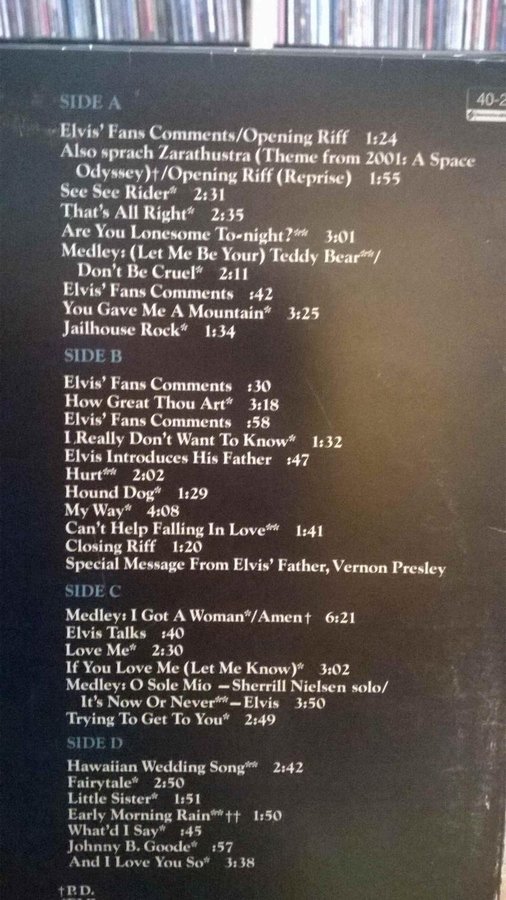 40-2
SIDE A
Elvis' Fans Comments/Opening Riff 1:24
Also sprach Zarathustra (Theme from 2001: A Space
Odyssey)†/Opening Riff (Reprise) 1:55
See See Rider* 2:31
That's All Right* 2:35
Are You Lonesome To-night?** 3:01
Medley: (Let Me Be Your) Teddy Bear**/
Don't Be Cruel* 2:11
Elvis' Fans Comments :42
You Gave Me A Mountain* 3:25
Jailhouse Rock* 1:34
SIDE B
Elvis' Fans Comments :30
How Great Thou Art* 3:18
Elvis' Fans Comments :58
I Really Don't Want To Know* 1:32
Elvis Introduces His Father :47
Hurt** 2:02
Hound Dog* 1:29
My Way* 4:08
Can't Help Falling In Love** 1:41
Closing Riff 1:20
Special Message From Elvis' Father, Vernon Presley
SIDE C
Medley: I Got A Woman*/Amen† 6:21
Elvis Talks :40
Love Me* 2:30
If You Love Me (Let Me Know)* 3:02
Medley: O Sole Mio – Sherrill Nielsen solo/
It's Now Or Never** – Elvis 3:50
Trying To Get To You* 2:49
SIDE D
Hawaiian Wedding Song** 2:42
Fairytale* 2:50
Little Sister* 1:51
Early Morning Rain**†† 1:50
What'd I Say* :45
Johnny B. Goode* :57
And I Love You So* 3:38
†P.D.